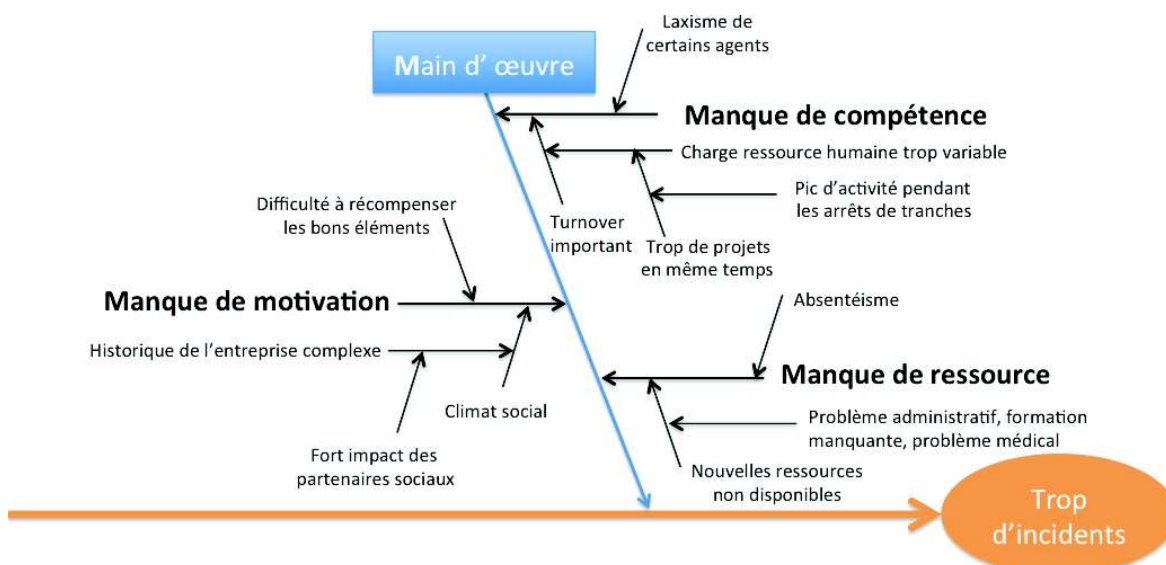 Laxisme de
certains agents
Main d’ œuvre
Manque de compétence
Charge ressource humaine trop variable
Pic d’activité pendant
les arrêts de tranches
Difficulté à récompenser
les bons éléments
Turnover
important
Trop de projets
en même temps
Manque de motivation
Absentéisme
Historique de l’entreprise complexe
Manque de ressource
Climat social
Problème administratif, formation
manquante, problème médical
Fort impact des
partenaires sociaux
Nouvelles ressources
non disponibles
Trop
d’incidents